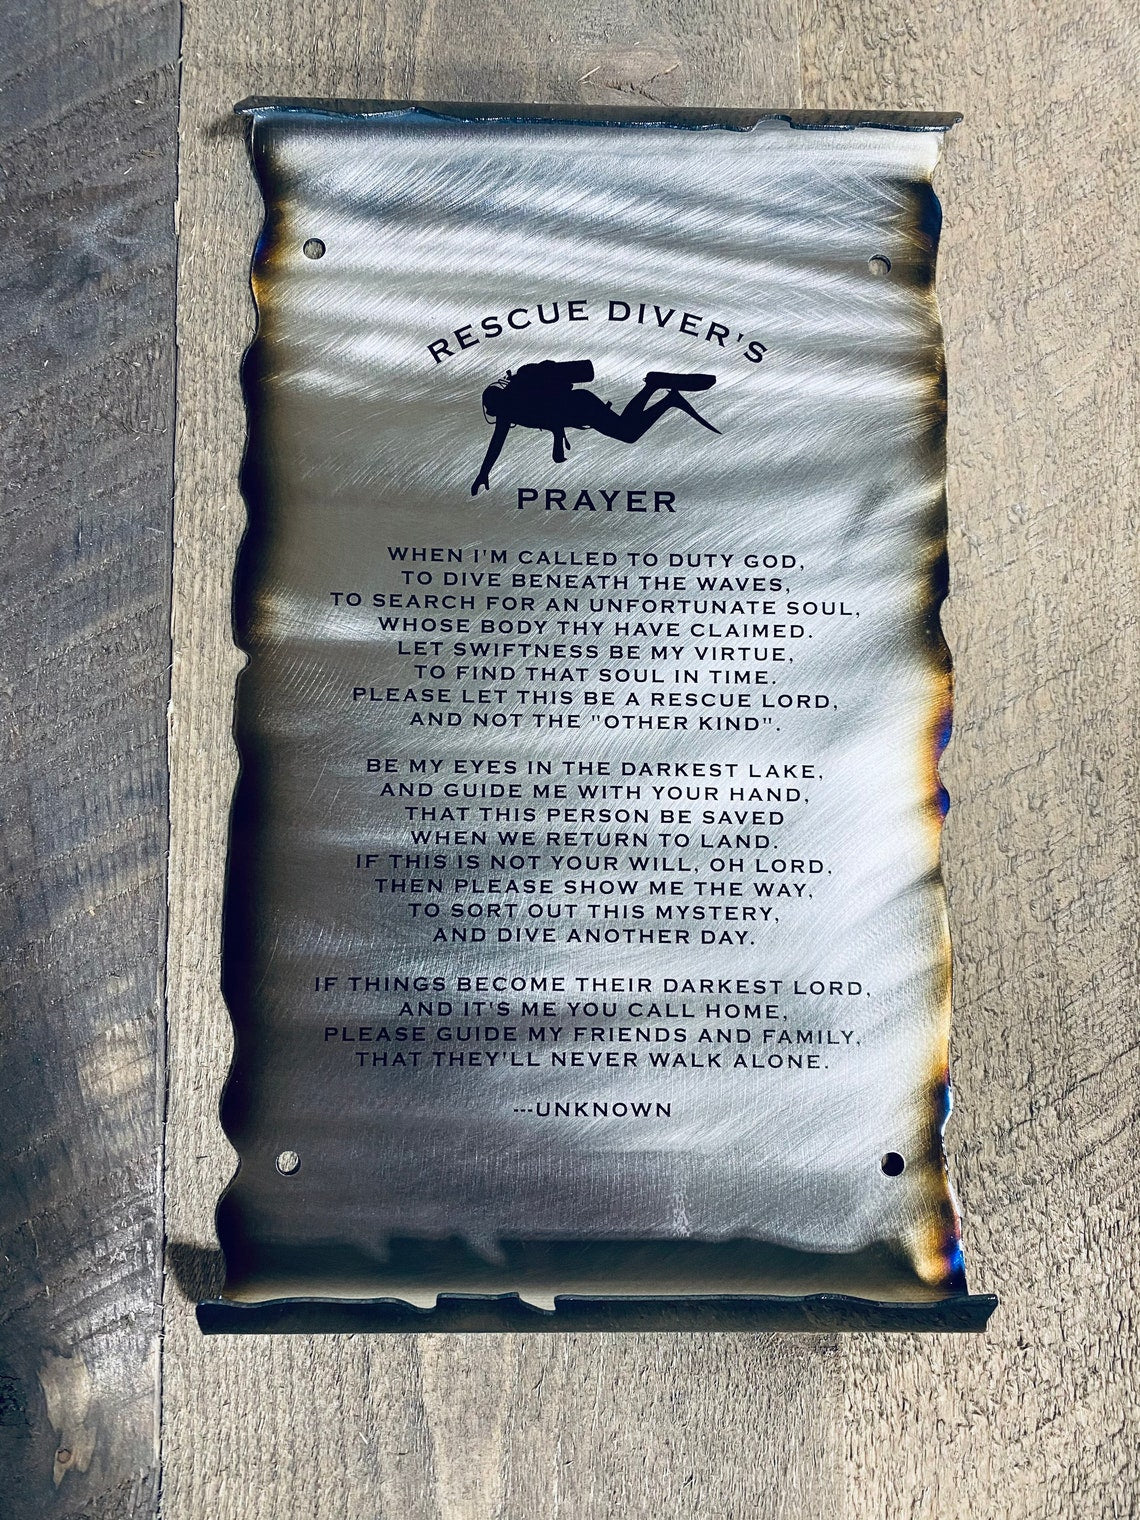 RESCUE DIVER'S
PRAYER
WHEN I'M CALLED TO DUTY GOD,
TO DIVE BENEATH THE WAVES,
TO SEARCH FOR AN UNFORTUNATE SOUL,
WHOSE BODY THY HAVE CLAIMED.
LET SWIFTNESS BE MY VIRTUE,
TO FIND THAT SOUL IN TIME.
PLEASE LET THIS BE A RESCUE LORD,
AND NOT THE "OTHER KIND".
BE MY EYES IN THE DARKEST LAKE,
AND GUIDE ME WITH YOUR HAND,
THAT THIS PERSON BE SAVED
WHEN WE RETURN TO LAND.
IF THIS IS NOT YOUR WILL, OH LORD,
THEN PLEASE SHOW ME THE WAY,
TO SORT OUT THIS MYSTERY,
AND DIVE ANOTHER DAY.
IF THINGS BECOME THEIR DARKEST LORD,
AND IT'S ME YOU CALL HOME,
PLEASE GUIDE MY FRIENDS AND FAMILY,
THAT THEY'LL NEVER WALK ALONE.
---UNKNOWN